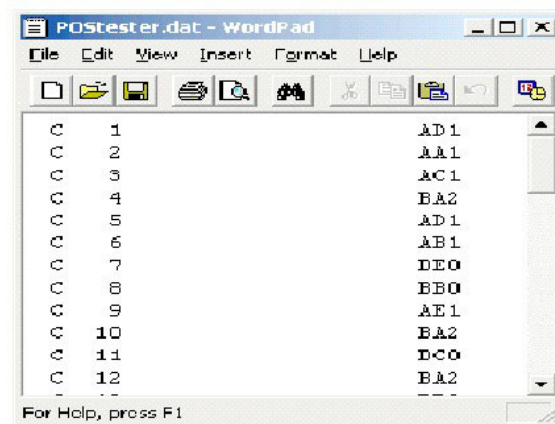 POStester.dat - WordPad
File Edit View Insert Format Help
C 1 AD1
C 2 AA1
C 3 AC1
C 4 BA2
C 5 AD1
C 6 AB1
C 7 DE0
C 8 BB0
C 9 AE1
C 10 BA2
C 11 DC0
C 12 BA2
For Help, press F1